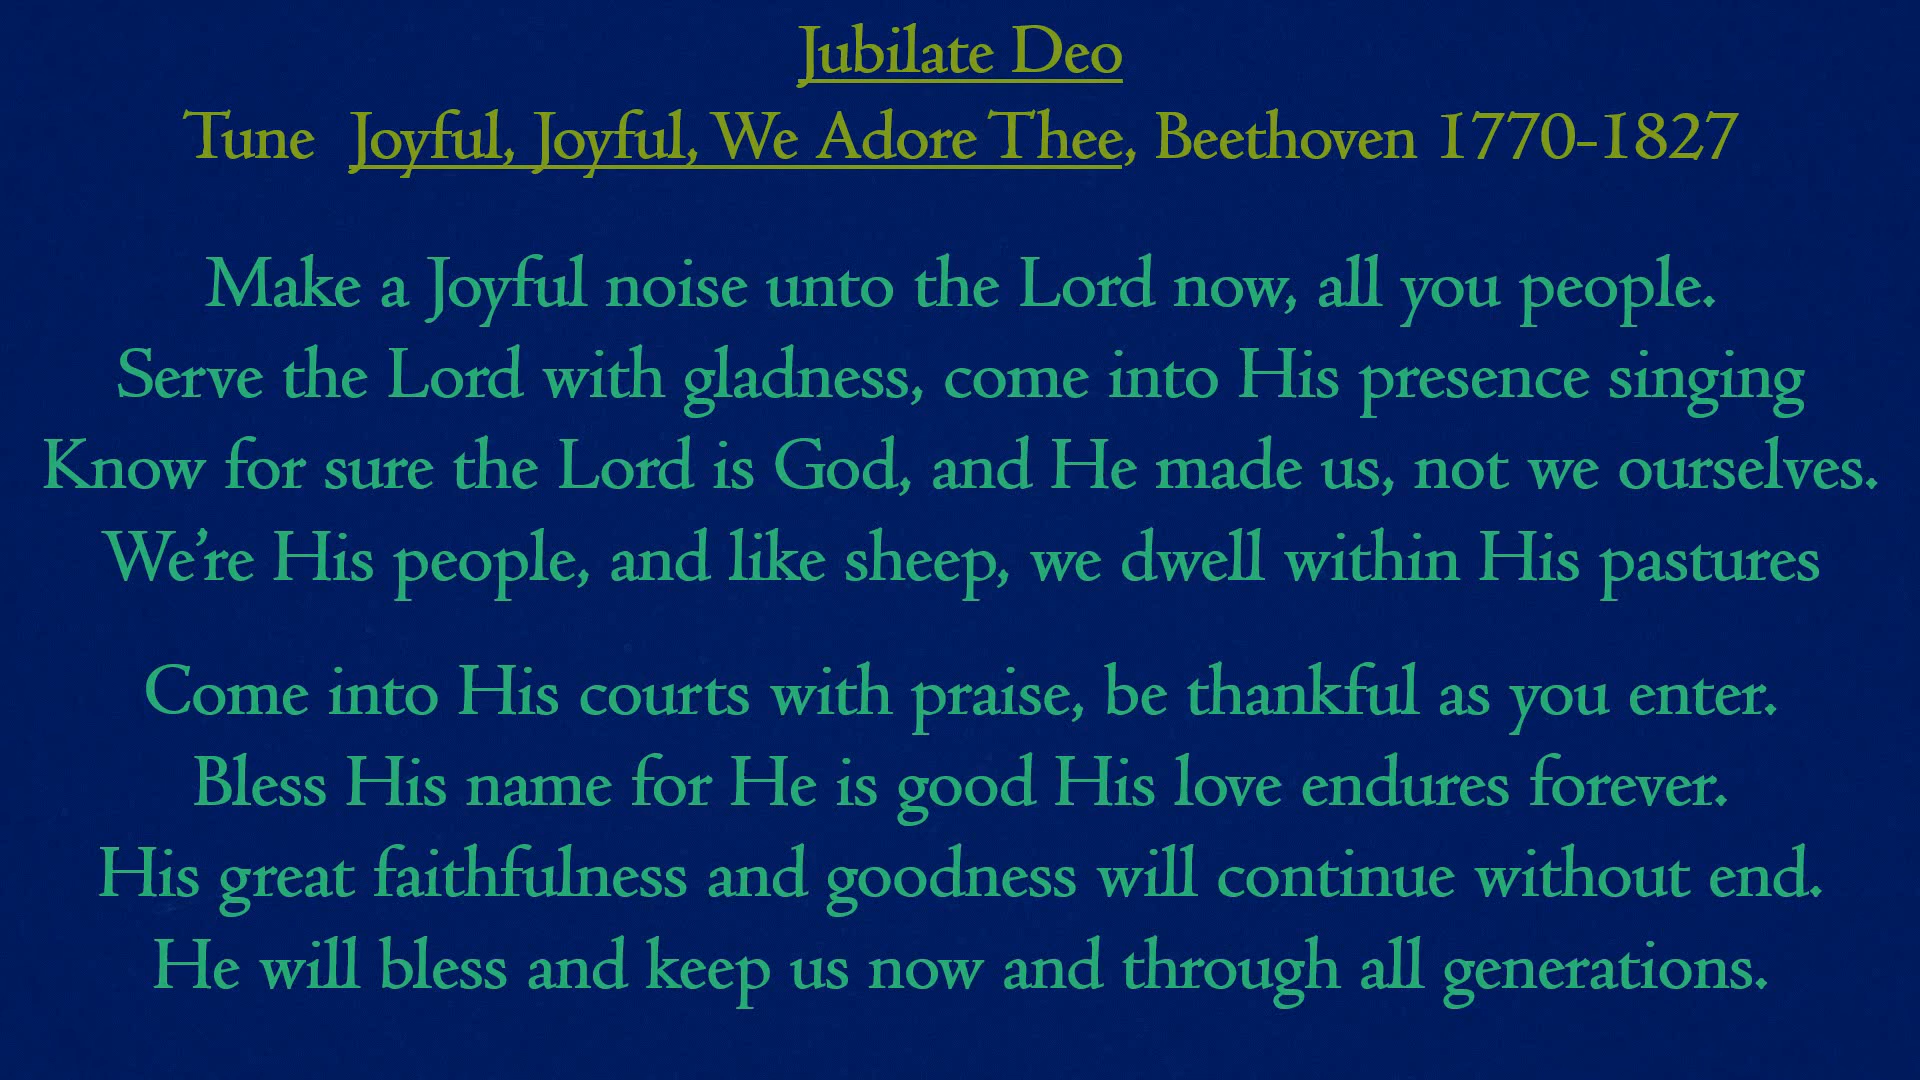 Jubilate Deo
Tune  Joyful, Joyful, We Adore Thee, Beethoven 1770-1827
Make a Joyful noise unto the Lord now, all you people.
Serve the Lord with gladness, come into His presence singing
Know for sure the Lord is God, and He made us, not we ourselves.
We’re His people, and like sheep, we dwell within His pastures
Come into His courts with praise, be thankful as you enter.
Bless His name for He is good His love endures forever.
His great faithfulness and goodness will continue without end.
He will bless and keep us now and through all generations.